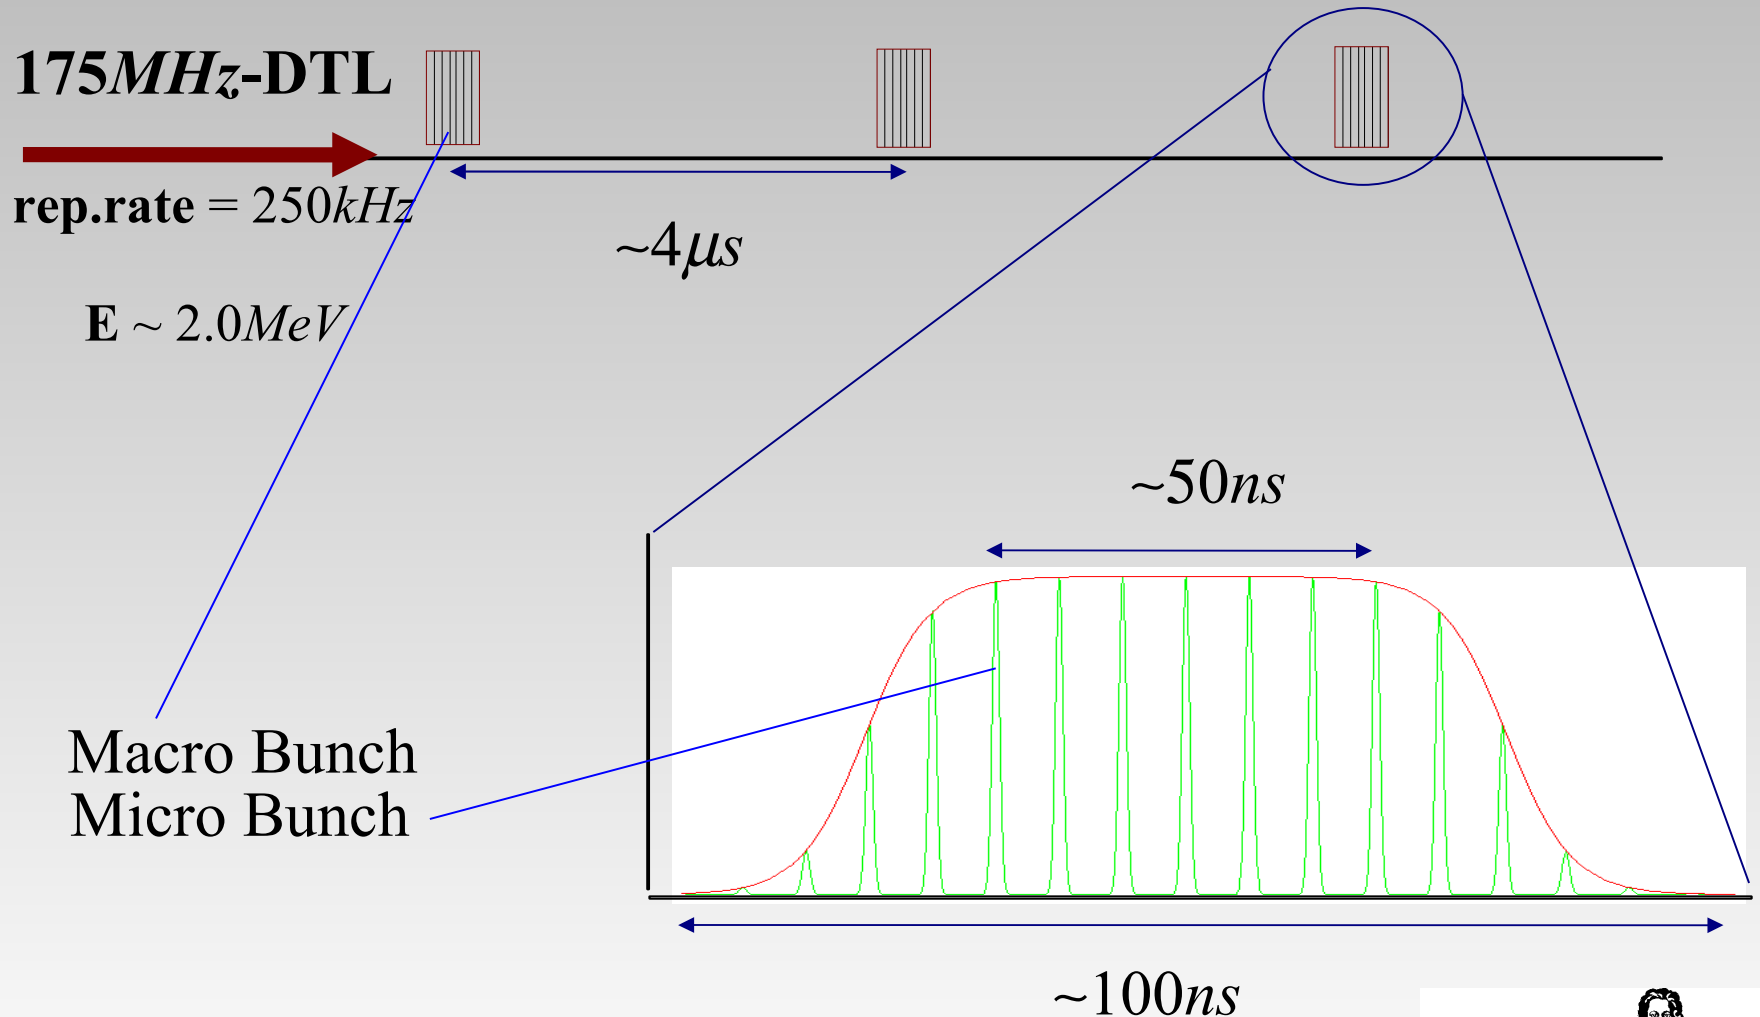 175MHz-DTL
rep.rate = 250kHz
~4μs
E ~ 2.0MeV
~50ns
Macro Bunch
Micro Bunch
~100ns